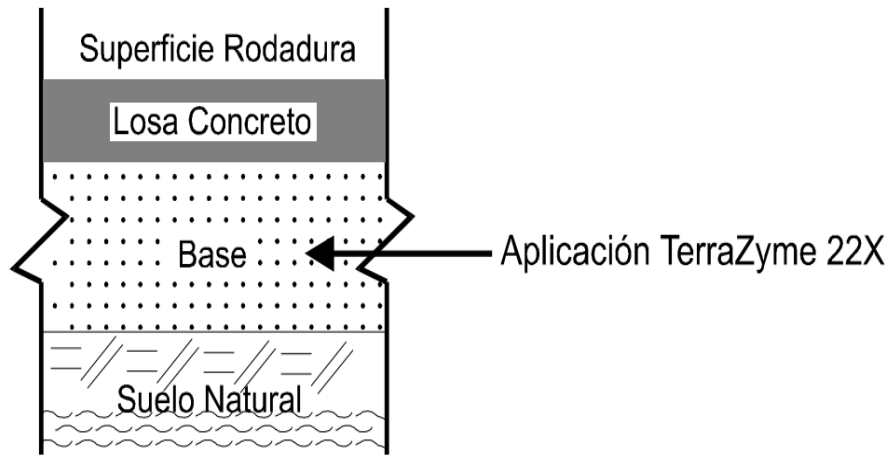 Superficie Rodadura
Losa Concreto
Base
Aplicación TerraZyme 22X
Suelo Natural